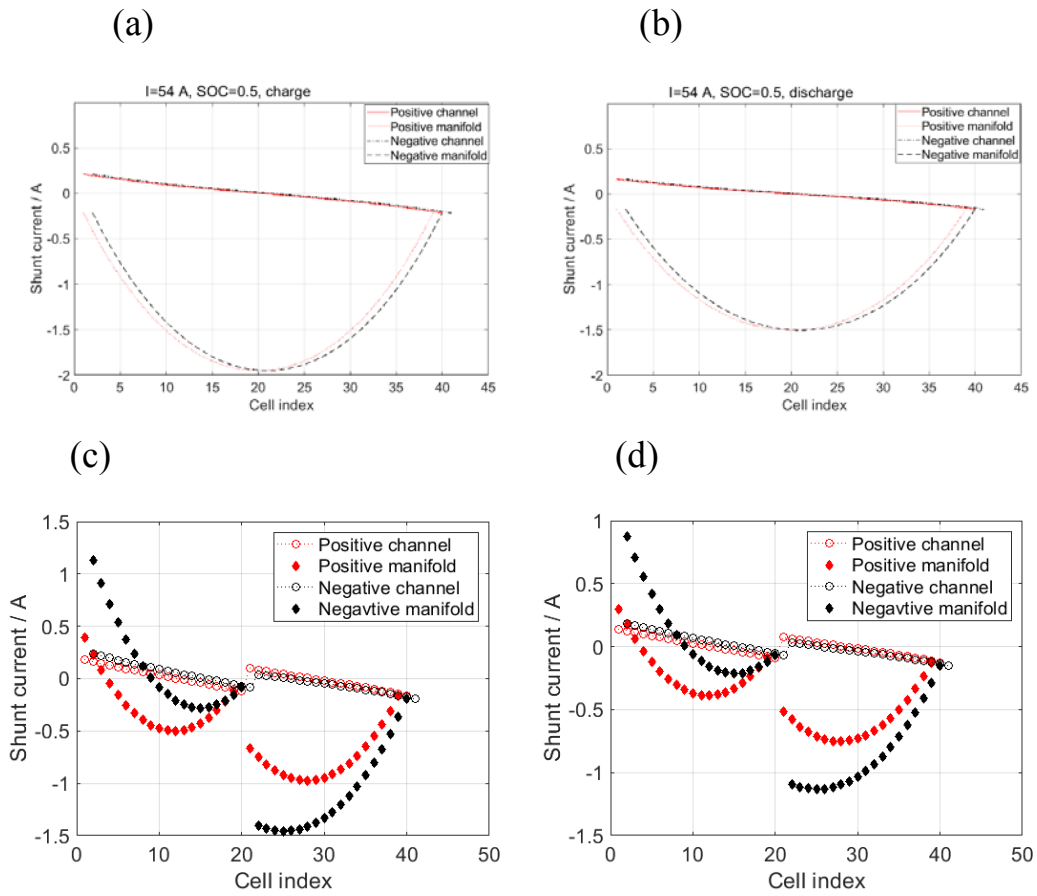 (a)
(b)
I=54 A, SOC=0.5, charge
Positive channel
Positive manifold
Negative channel
Negative manifold
0.5
0
-0.5
-1
-1.5
-2
Shunt current / A
0 5 10 15 20 25 30 35 40 45
Cell index
I=54 A, SOC=0.5, discharge
Positive channel
Positive manifold
Negative channel
Negative manifold
0.5
0
-0.5
-1
-1.5
-2
Shunt current / A
0 5 10 15 20 25 30 35 40 45
Cell index
(c)
(d)
1.5
1
0.5
0
-0.5
-1
-1.5
Shunt current / A
Positive channel
Positive manifold
Negative channel
Negavtive manifold
0 10 20 30 40 50
Cell index
1
0.5
0
-0.5
-1
-1.5
Shunt current / A
Positive channel
Positive manifold
Negative channel
Negavtive manifold
0 10 20 30 40 50
Cell index